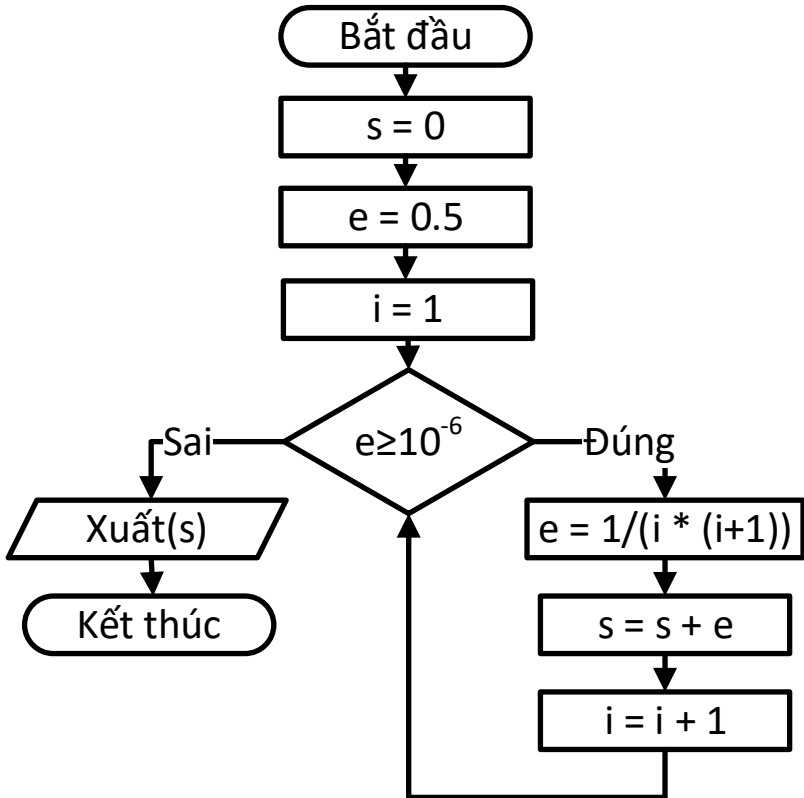 Bắt đầu
s = 0
e = 0.5
i = 1
e≥10⁻⁶
Sai
Đúng
Xuất(s)
Kết thúc
e = 1/(i * (i+1))
s = s + e
i = i + 1